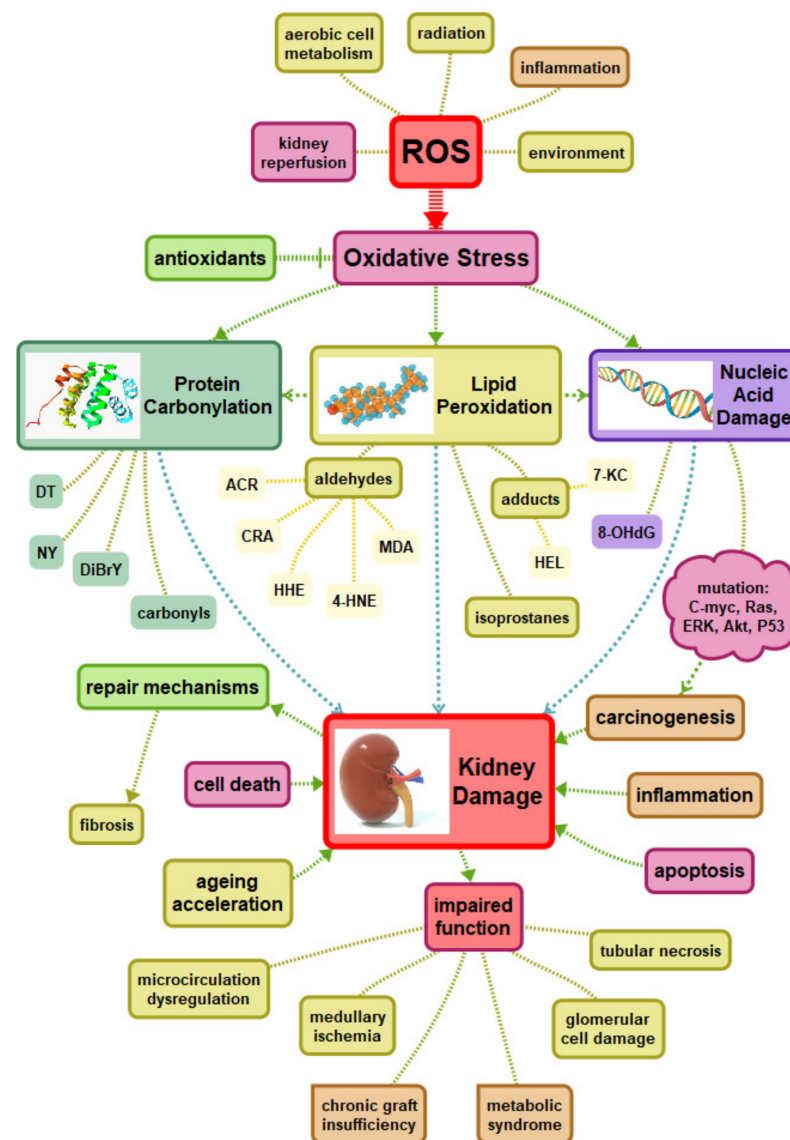 aerobic cell
metabolism
radiation
inflammation
kidney
reperfusion
ROS
environment
antioxidants
Oxidative Stress
Protein
Carbonylation
Lipid
Peroxidation
Nucleic
Acid
Damage
DT
NY
DiBrY
carbonyls
ACR
aldehydes
CRA
HHE
4-HNE
MDA
adducts
7-KC
HEL
isoprostanes
8-OHdG
mutation:
C-myc, Ras,
ERK, Akt, P53
repair mechanisms
carcinogenesis
cell death
Kidney
Damage
inflammation
fibrosis
ageing
acceleration
apoptosis
impaired
function
microcirculation
dysregulation
medullary
ischemia
tubular necrosis
glomerular
cell damage
chronic graft
insufficiency
metabolic
syndrome